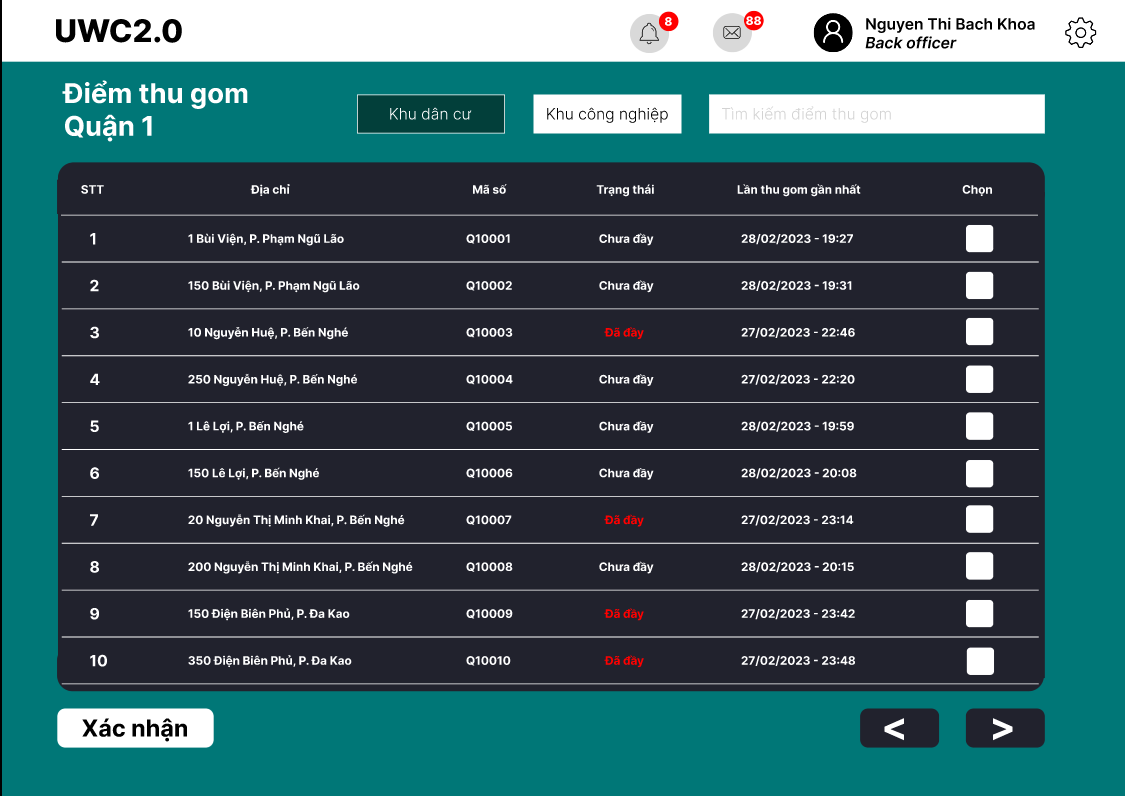 UWC2.0
8
88
Nguyen Thi Bach Khoa
Back officer
Điểm thu gom
Quận 1
Khu dân cư
Khu công nghiệp
Tìm kiếm điểm thu gom
STT Địa chỉ Mã số Trạng thái Lần thu gom gần nhất Chọn
1 1 Bùi Viện, P. Phạm Ngũ Lão Q10001 Chưa đầy 28/02/2023 - 19:27
2 150 Bùi Viện, P. Phạm Ngũ Lão Q10002 Chưa đầy 28/02/2023 - 19:31
3 10 Nguyễn Huệ, P. Bến Nghé Q10003 Đã đầy 27/02/2023 - 22:46
4 250 Nguyễn Huệ, P. Bến Nghé Q10004 Chưa đầy 27/02/2023 - 22:20
5 1 Lê Lợi, P. Bến Nghé Q10005 Chưa đầy 28/02/2023 - 19:59
6 150 Lê Lợi, P. Bến Nghé Q10006 Chưa đầy 28/02/2023 - 20:08
7 20 Nguyễn Thị Minh Khai, P. Bến Nghé Q10007 Đã đầy 27/02/2023 - 23:14
8 200 Nguyễn Thị Minh Khai, P. Bến Nghé Q10008 Chưa đầy 28/02/2023 - 20:15
9 150 Điện Biên Phủ, P. Đa Kao Q10009 Đã đầy 27/02/2023 - 23:42
10 350 Điện Biên Phủ, P. Đa Kao Q10010 Đã đầy 27/02/2023 - 23:48
Xác nhận
< >